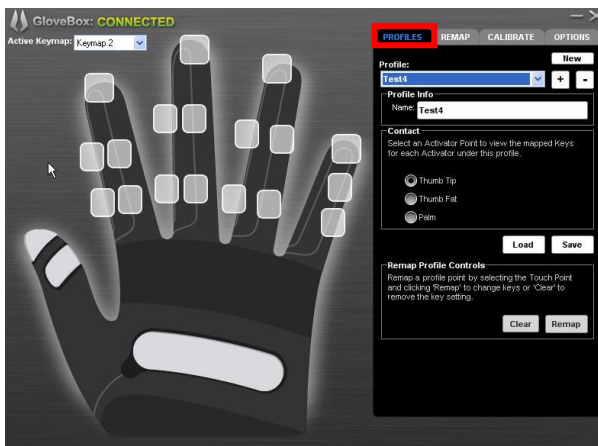 GloveBox: CONNECTED
Active Keymap: Keymap 2
PROFILES REMAP CALIBRATE OPTIONS
New
Profile:
Test4 + -
Profile Info
Name: Test4
Contact
Select an Activator Point to view the mapped Keys
for each Activator under this profile.
Thumb Tip
Thumb Fat
Palm
Load Save
Remap Profile Controls
Remap a profile point by
selecting the Touch Point
and clicking 'Remap' to change keys or 'Clear' to
remove the key setting.
Clear Remap